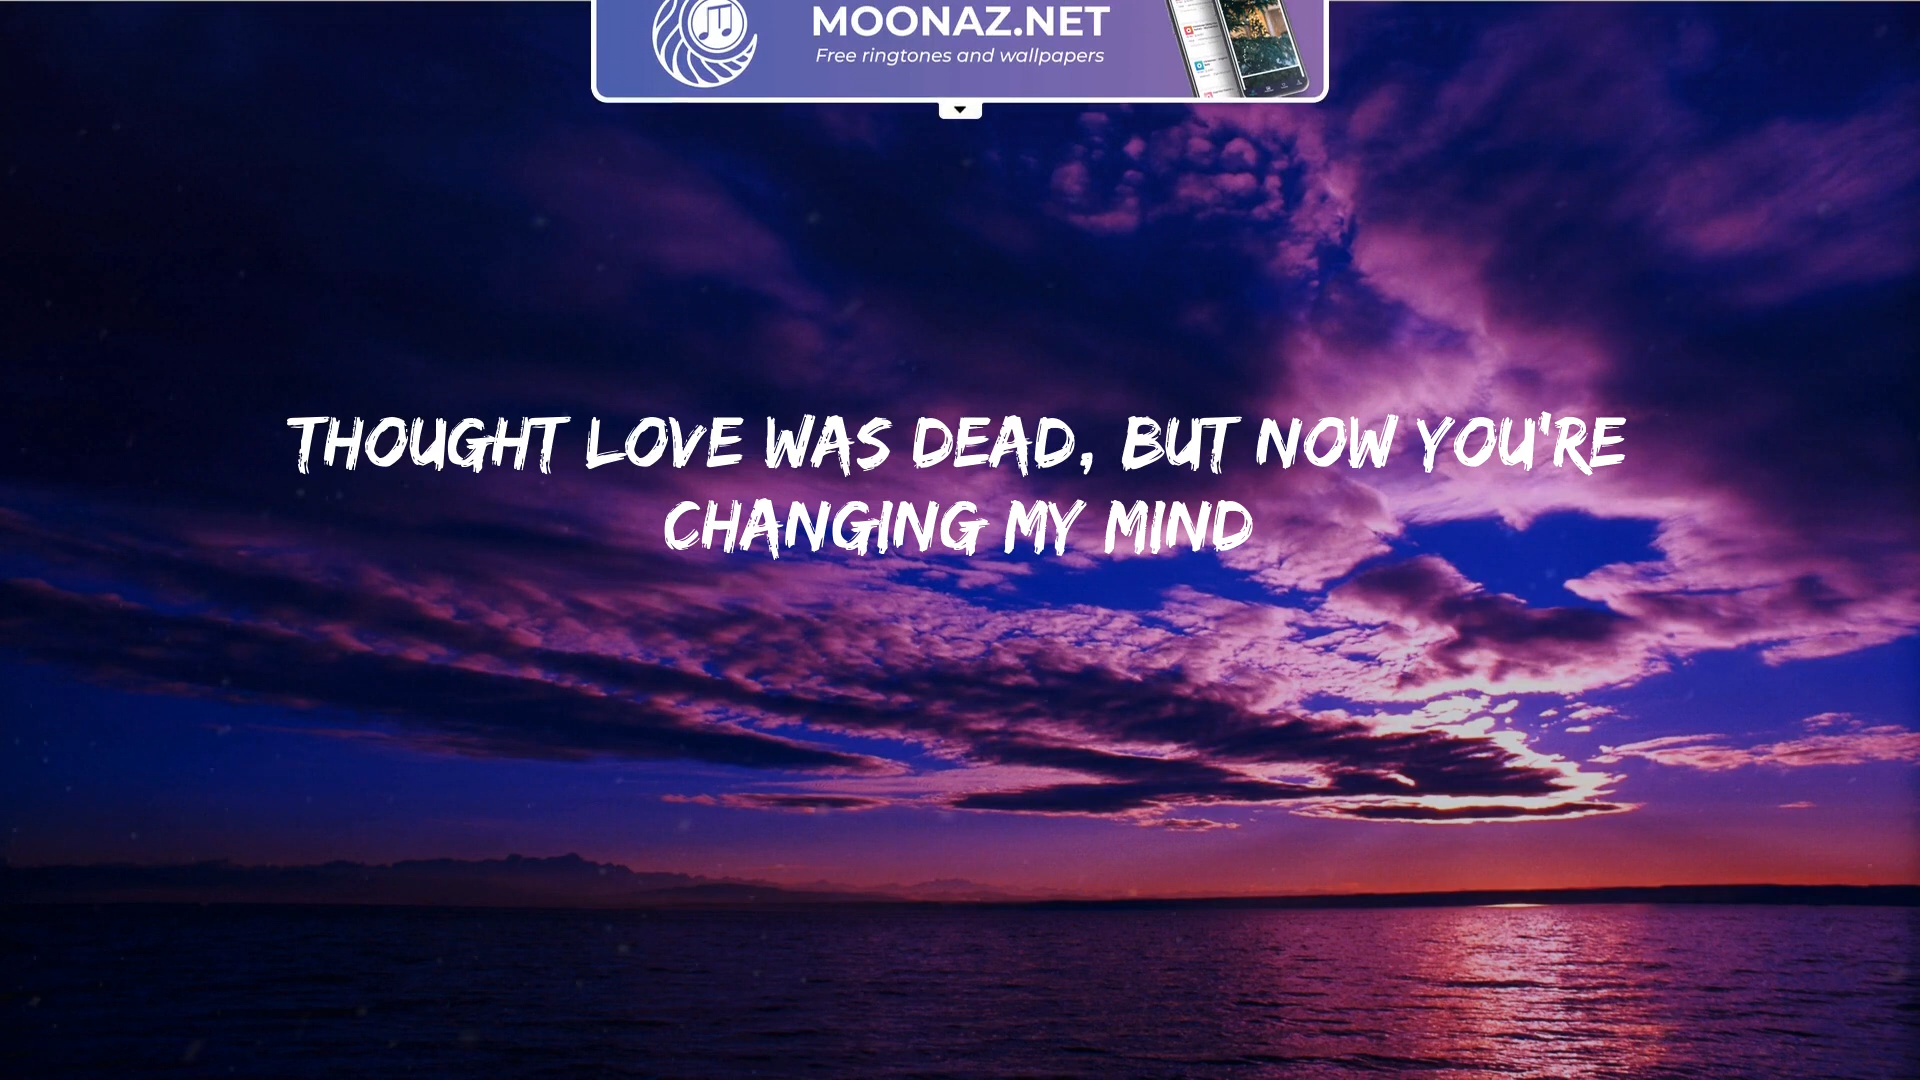 MOONAZ.NET
Free ringtones and wallpapers
THOUGHT LOVE WAS DEAD, BUT NOW YOU'RE
CHANGING MY MIND